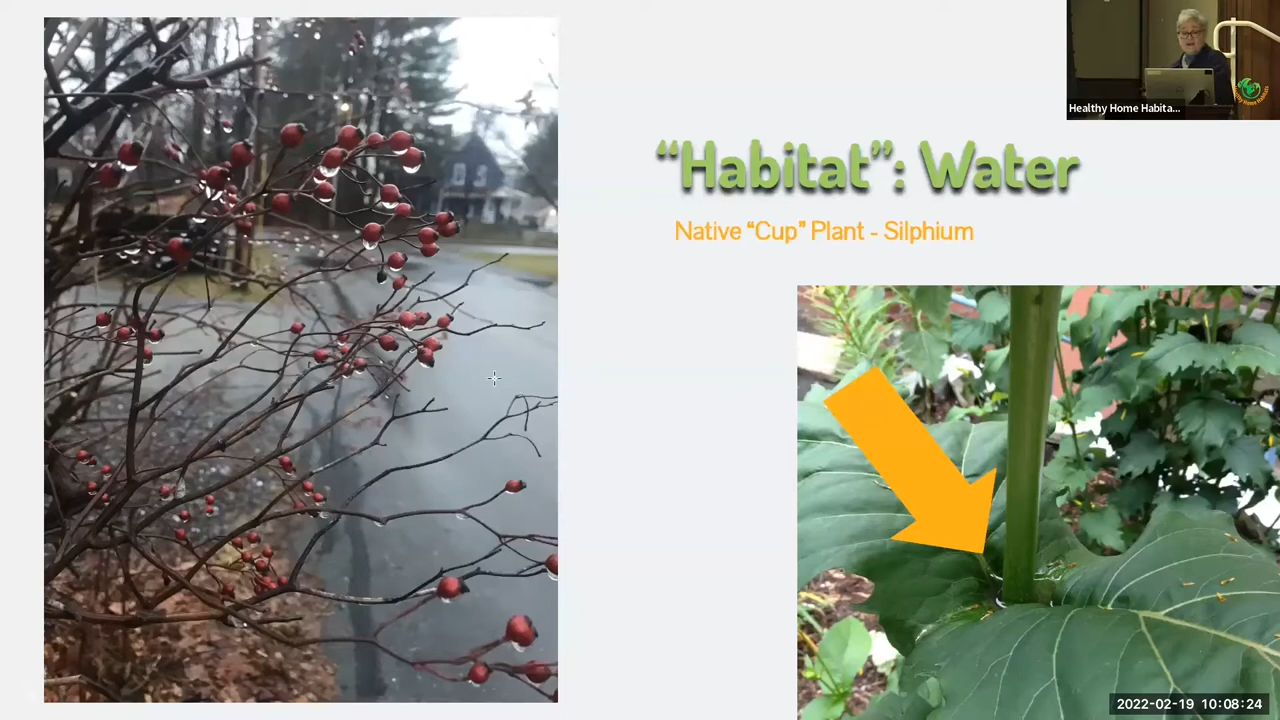 “Habitat”: Water
Native “Cup” Plant - Silphium
Healthy Home Habita...
2022-02-19 10:08:24